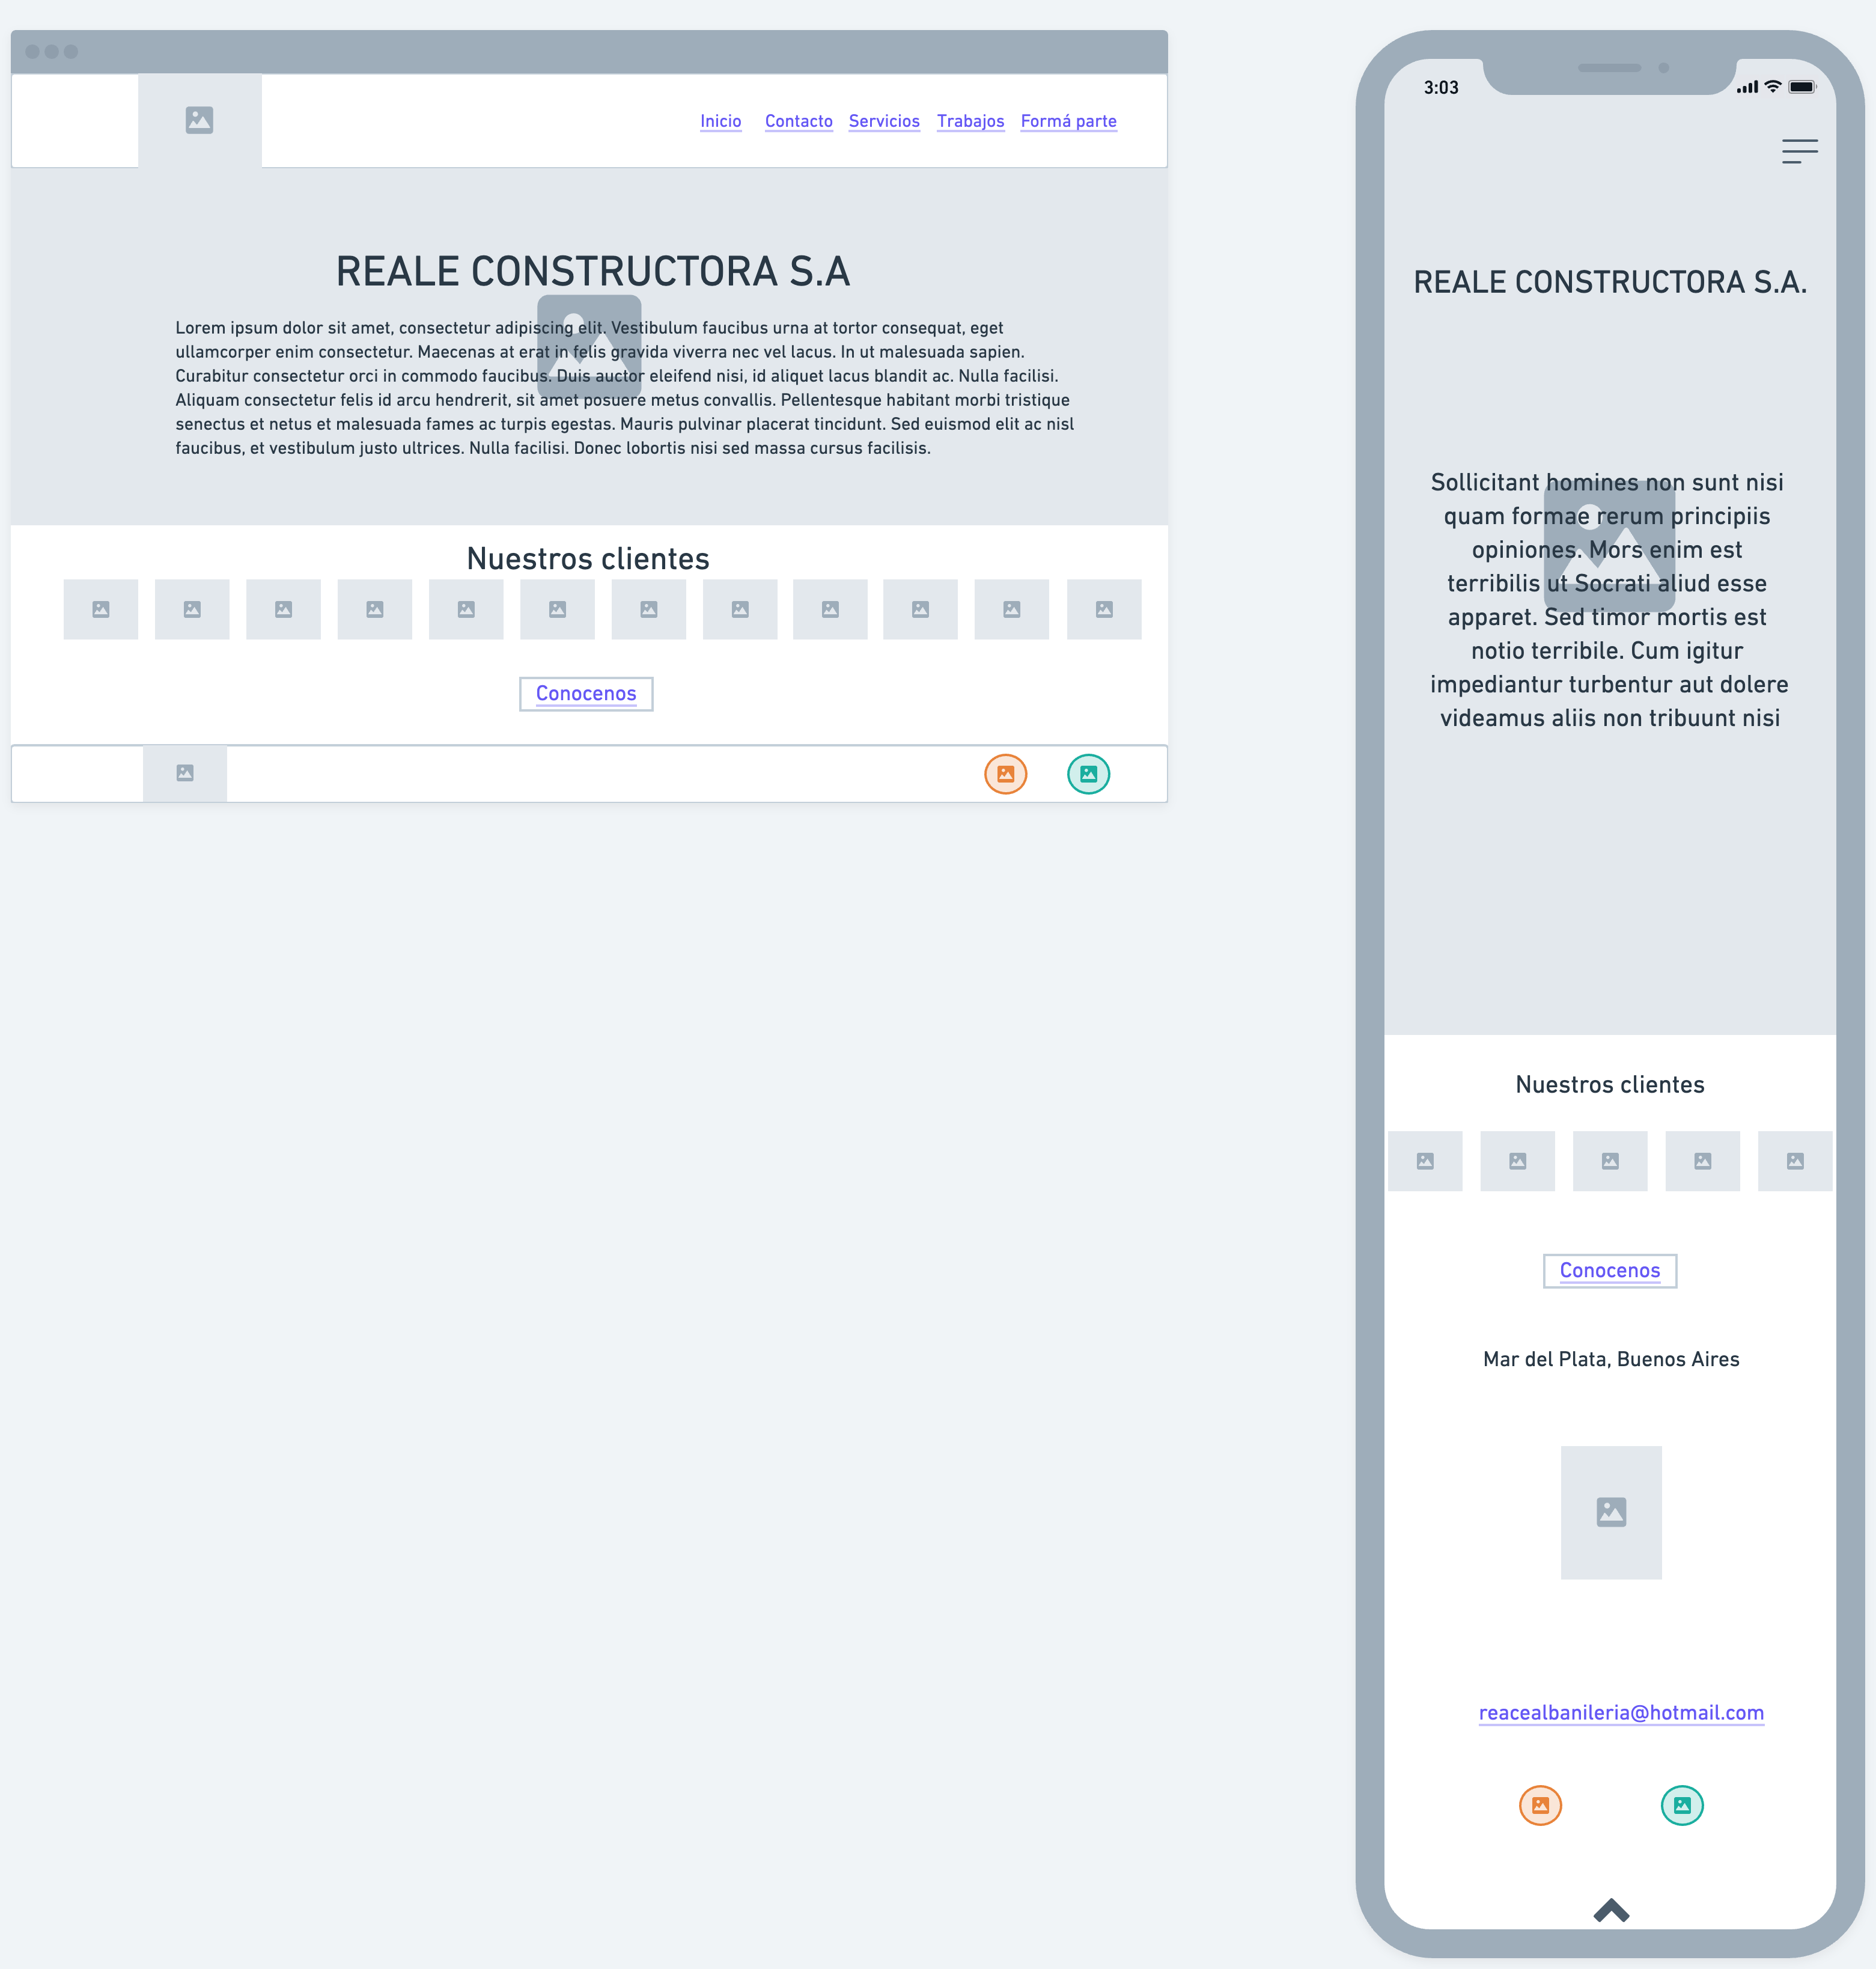 Inicio Contacto Servicios Trabajos Formá parte
REALE CONSTRUCTORA S.A
Lorem ipsum dolor sit amet, consectetur adipiscing elit. Vestibulum faucibus urna at tortor consequat, eget
ullamcorper enim consectetur. Maecenas at erat in felis gravida viverra nec vel lacus. In ut malesuada sapien.
Curabitur consectetur orci in commodo faucibus. Duis auctor eleifend nisi, id aliquet lacus blandit ac. Nulla facilisi.
Aliquam consectetur felis id arcu hendrerit, sit amet posuere metus convallis. Pellentesque habitant morbi tristique
senectus et netus et malesuada fames ac turpis egestas. Mauris pulvinar placerat tincidunt. Sed euismod elit ac nisl
faucibus, et vestibulum justo ultrices. Nulla facilisi. Donec lobortis nisi sed massa cursus facilisis.
Nuestros clientes
Conocenos
3:03
REALE CONSTRUCTORA S.A.
Sollicitant homines non sunt nisi
quam formae rerum principiis
opiniones. Mors enim est
terribilis ut Socrati aliud esse
apparet. Sed timor mortis est
notio terribile. Cum igitur
impediantur turbentur aut dolere
videamus aliis non tribuunt nisi
Nuestros clientes
Conocenos
Mar del Plata, Buenos Aires
reacealbanileria@hotmail.com